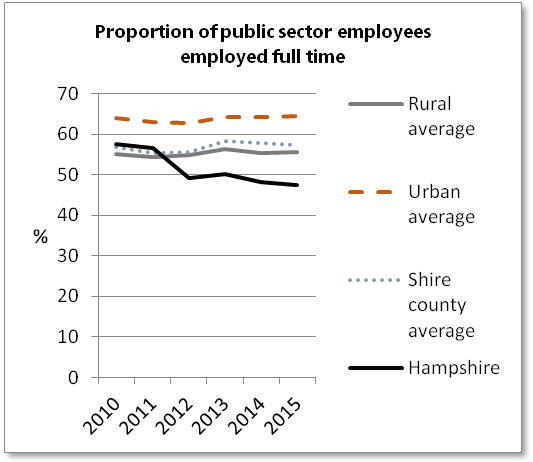 Proportion of public sector employees
employed full time
70
60
50
40
30
20
10
0
%
2010
2011
2012
2013
2014
2015
Rural
average
Urban
average
Shire
county
average
Hampshire